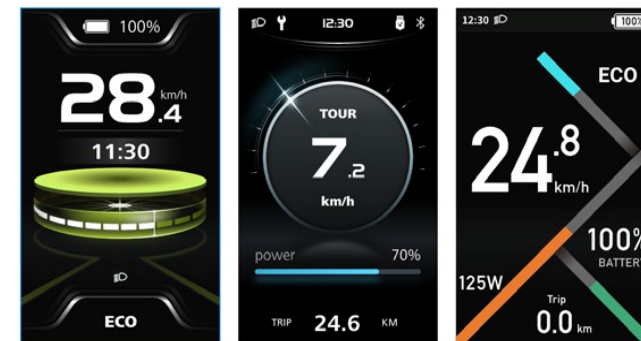 100%
28.4 km/h
11:30
ECO
12:30
TOUR
7.2
km/h
power 70%
TRIP 24.6 KM
12:30 100%
ECO
24.8 km/h
100%
BATTERY
125W
Trip
0.0 km